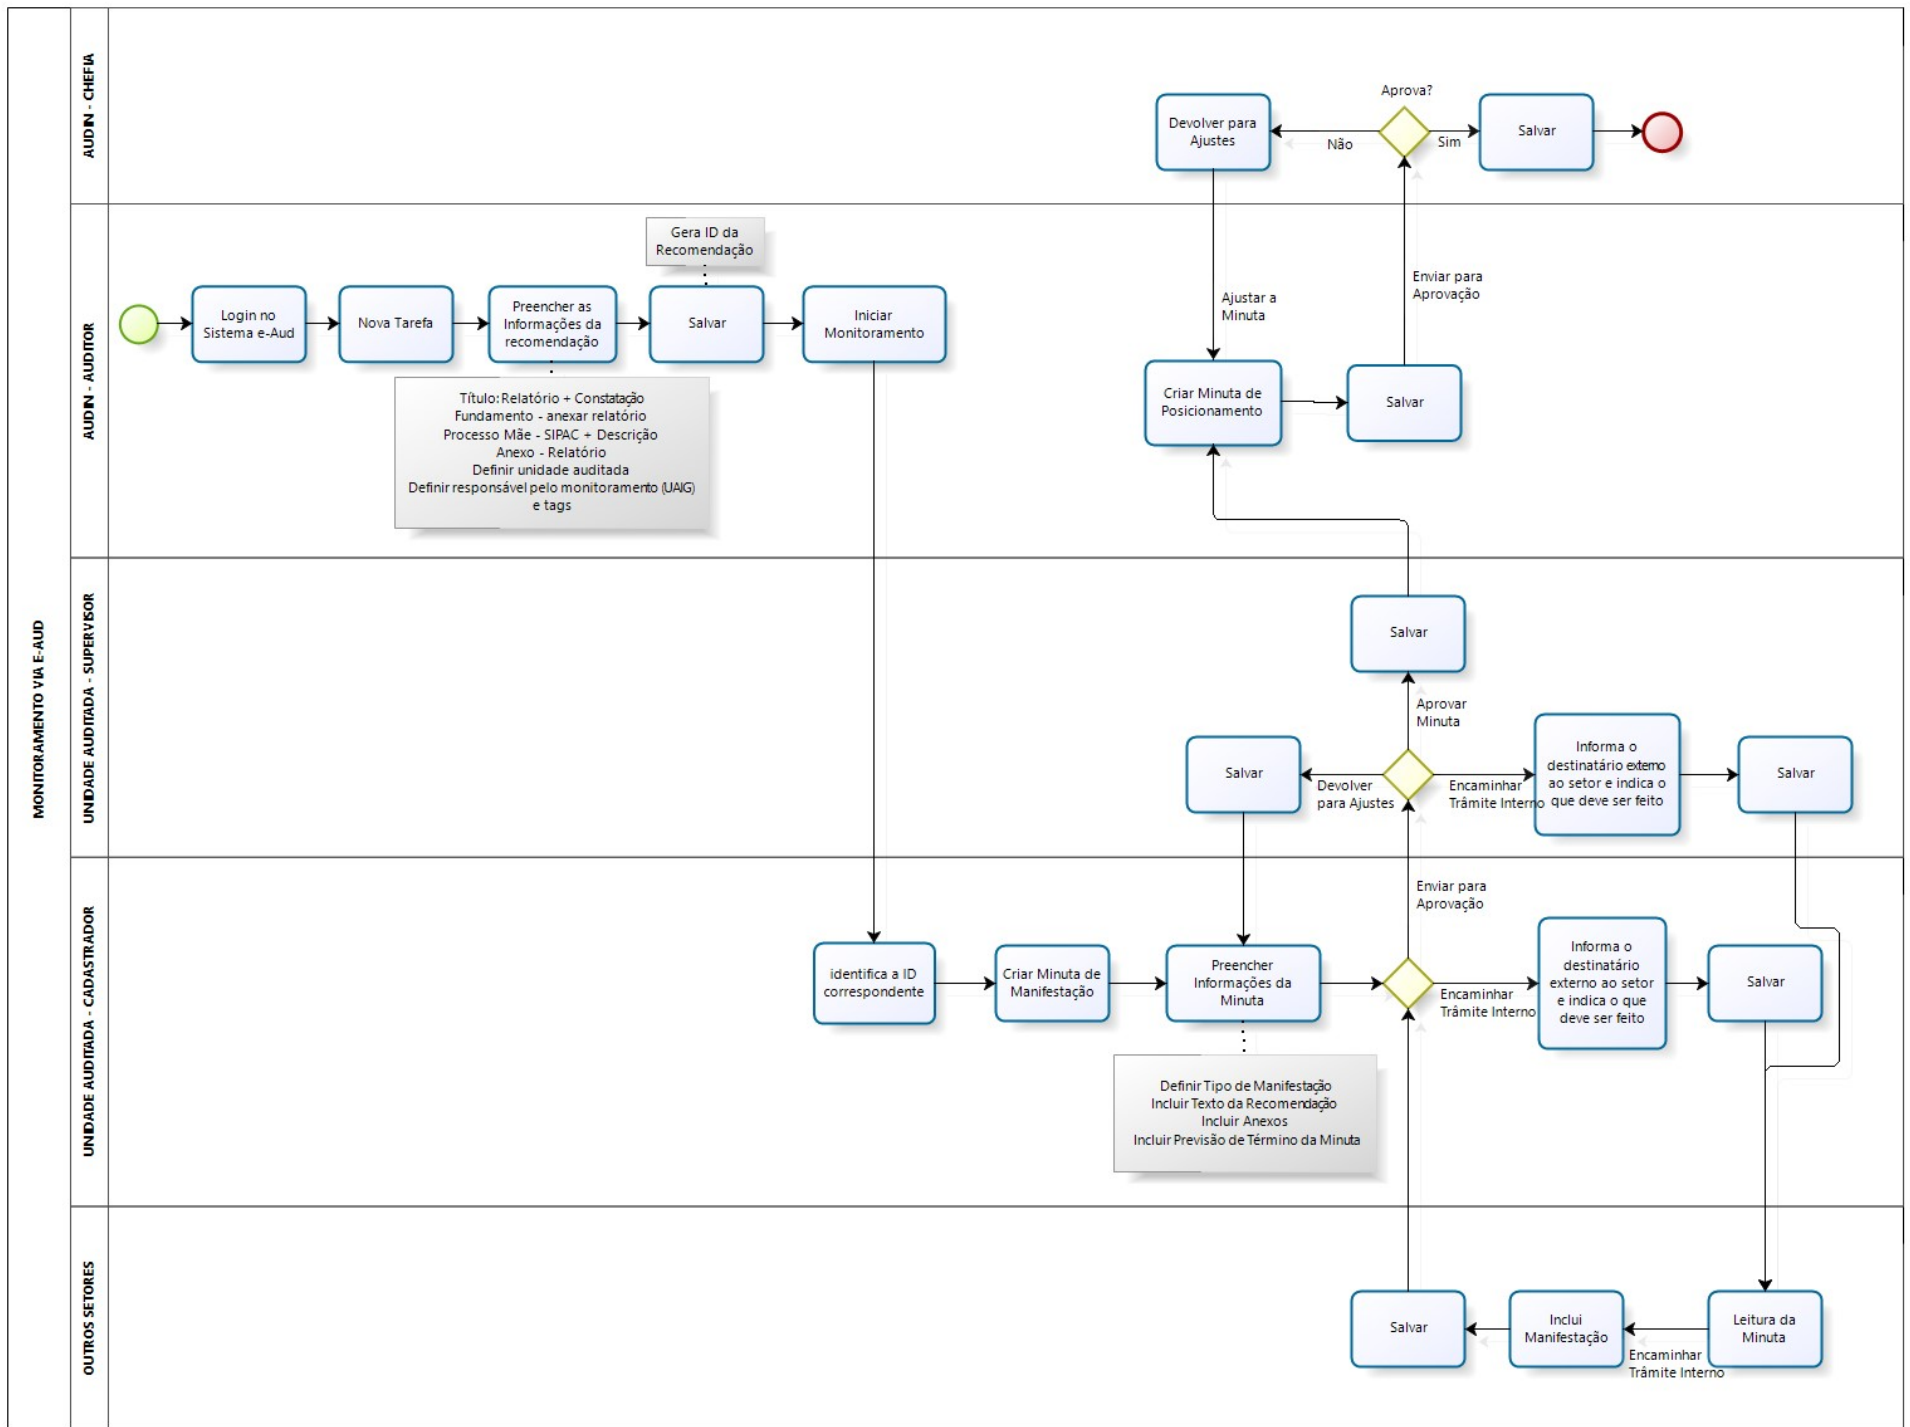 MONITORAMENTO VIA E-AUD
AUDIN - CHEFIA
Devolver para
Ajustes
Não
Aprova?
Sim
Salvar
AUDIN - AUDITOR
Login no
Sistema e-Aud
Nova Tarefa
Preencher as
Informações da
recomendação
Gera ID da
Recomendação
Salvar
Iniciar
Monitoramento
Título: Relatório + Constatação
Fundamento - anexar relatório
Processo Mãe - SIPAC + Descrição
Anexo - Relatório
Definir unidade auditada
Definir responsável pelo monitoramento (UAIG)
e tags
Ajustar a
Minuta
Enviar para
Aprovação
Criar Minuta de
Posicionamento
Salvar
UNIDADE AUDITADA - SUPERVISOR
Salvar
Aprovar
Minuta
Salvar
Devolver
para Ajustes
Encaminhar
Trâmite Interno
Informa o
destinatário externo
ao setor e indica o
que deve ser feito
Salvar
UNIDADE AUDITADA - CADASTRADOR
Enviar para
Aprovação
identifica a ID
correspondente
Criar Minuta de
Manifestação
Preencher
Informações da
Minuta
Encaminhar
Trâmite Interno
Informa o
destinatário
externo ao setor
e indica o que
deve ser feito
Salvar
Definir Tipo de Manifestação
Incluir Texto da Recomendação
Incluir Anexos
Incluir Previsão de Término da Minuta
OUTROS SETORES
Salvar
Inclui
Manifestação
Encaminhar
Trâmite Interno
Leitura da
Minuta